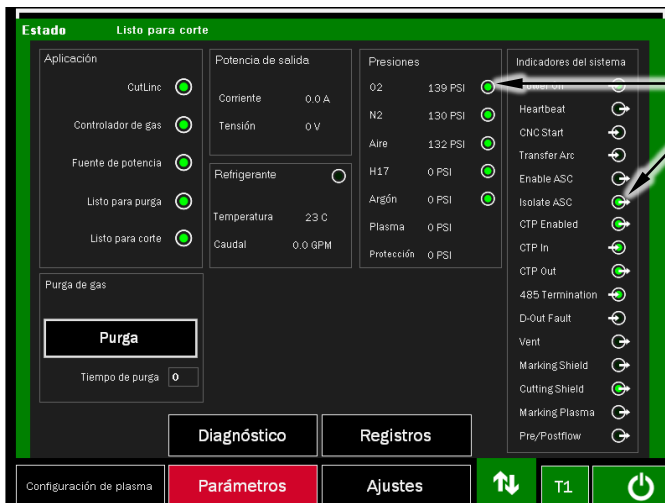 Estado Listo para corte
Aplicación
CutLinc
Controlador de gas
Fuente de potencia
Listo para purga
Listo para corte
Potencia de salida
Corriente 0.0 A
Tensión 0 V
Refrigerante
Temperatura 23 C
Caudal 0.0 GPM
Presiones
O2 139 PSI
N2 130 PSI
Aire 132 PSI
H17 0 PSI
Argón 0 PSI
Plasma 0 PSI
Protección 0 PSI
Indicadores del sistema
Heartbeat
CNC Start
Transfer Arc
Enable ASC
Isolate ASC
CTP Enabled
CTP In
CTP Out
485 Termination
D-Out Fault
Vent
Marking Shield
Cutting Shield
Marking Plasma
Pre/Postflow
Purga de gas
Purga
Tiempo de purga 0
Diagnóstico Registros
Configuración de plasma Parámetros Ajustes T1